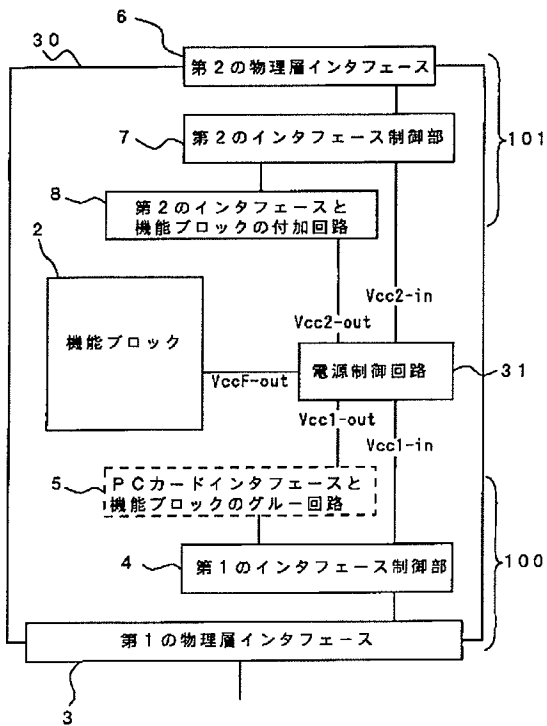 6
30
第2の物理層インタフェース
7
第2のインタフェース制御部
101
8
第2のインタフェースと
機能ブロックの付加回路
2
機能ブロック
Vcc2-in
Vcc2-out
VccF-out
電源制御回路
31
Vcc1-out
Vcc1-in
5
PCカードインタフェースと
機能ブロックのグルー回路
4
第1のインタフェース制御部
100
第1の物理層インタフェース
3